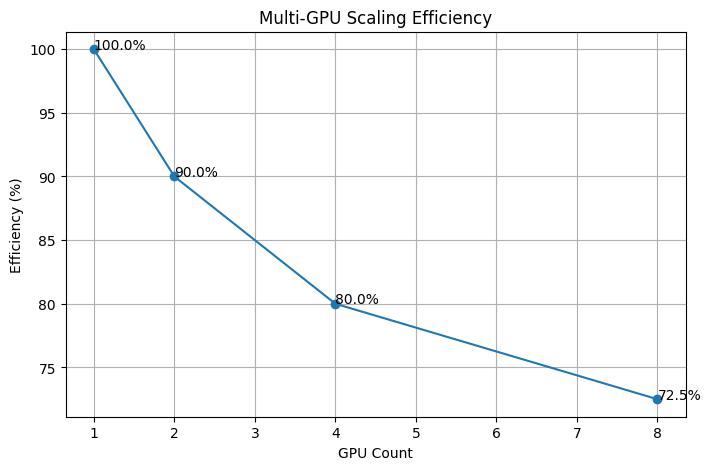 Multi-GPU Scaling Efficiency
Efficiency (%)
100
95
90
85
80
75
100.0%
90.0%
80.0%
72.5%
1 2 3 4 5 6 7 8
GPU Count